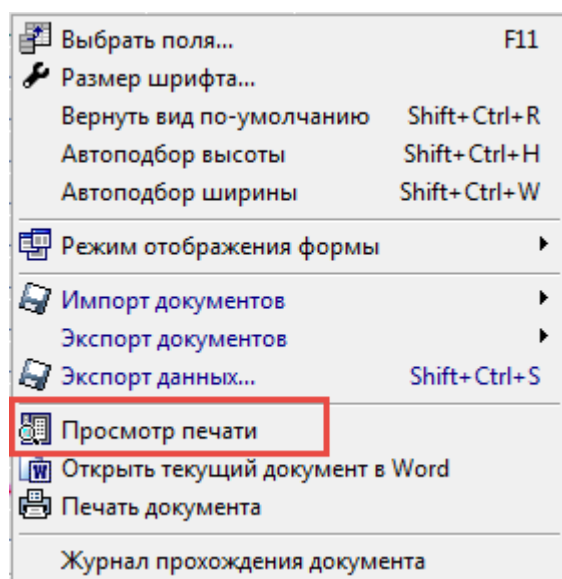 Выбрать поля... F11
Размер шрифта...
Вернуть вид по-умолчанию Shift+Ctrl+R
Автоподбор высоты Shift+Ctrl+H
Автоподбор ширины Shift+Ctrl+W
Режим отображения формы
Импорт документов
Экспорт документов
Экспорт данных... Shift+Ctrl+S
Просмотр печати
Открыть текущий документ в Word
Печать документа
Журнал прохождения документа